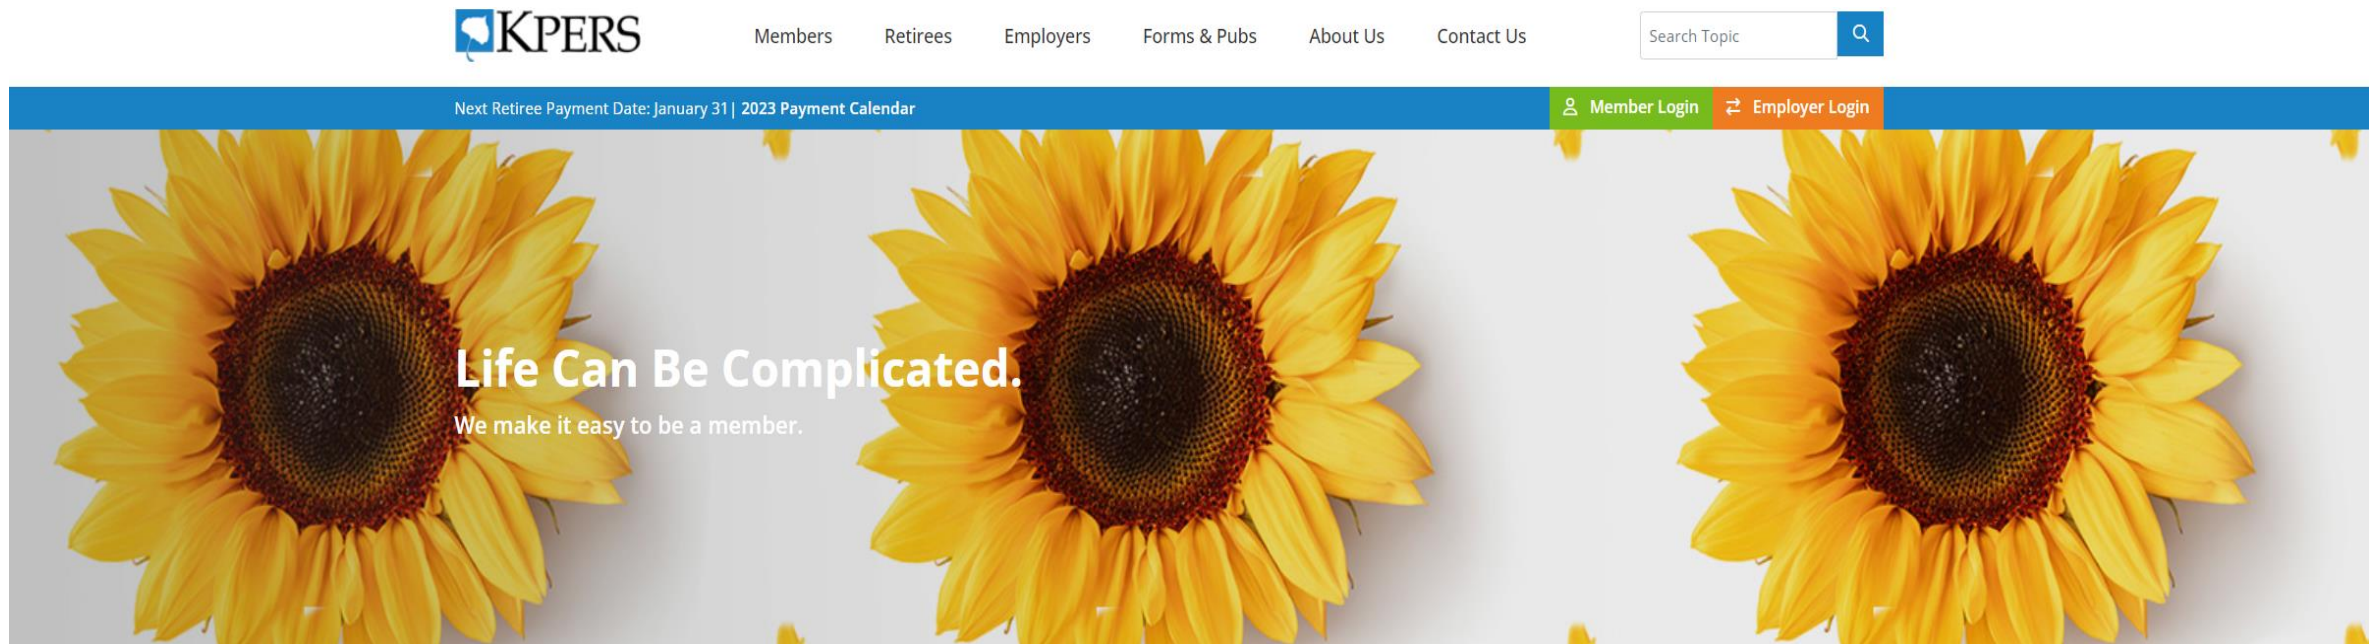 KPERS
Members Retirees Employers Forms & Pubs About Us Contact Us
Search Topic
Next Retiree Payment Date: January 31| 2023 Payment Calendar
Member Login
Employer Login
Life Can Be Complicated.
We make it easy to be a member.